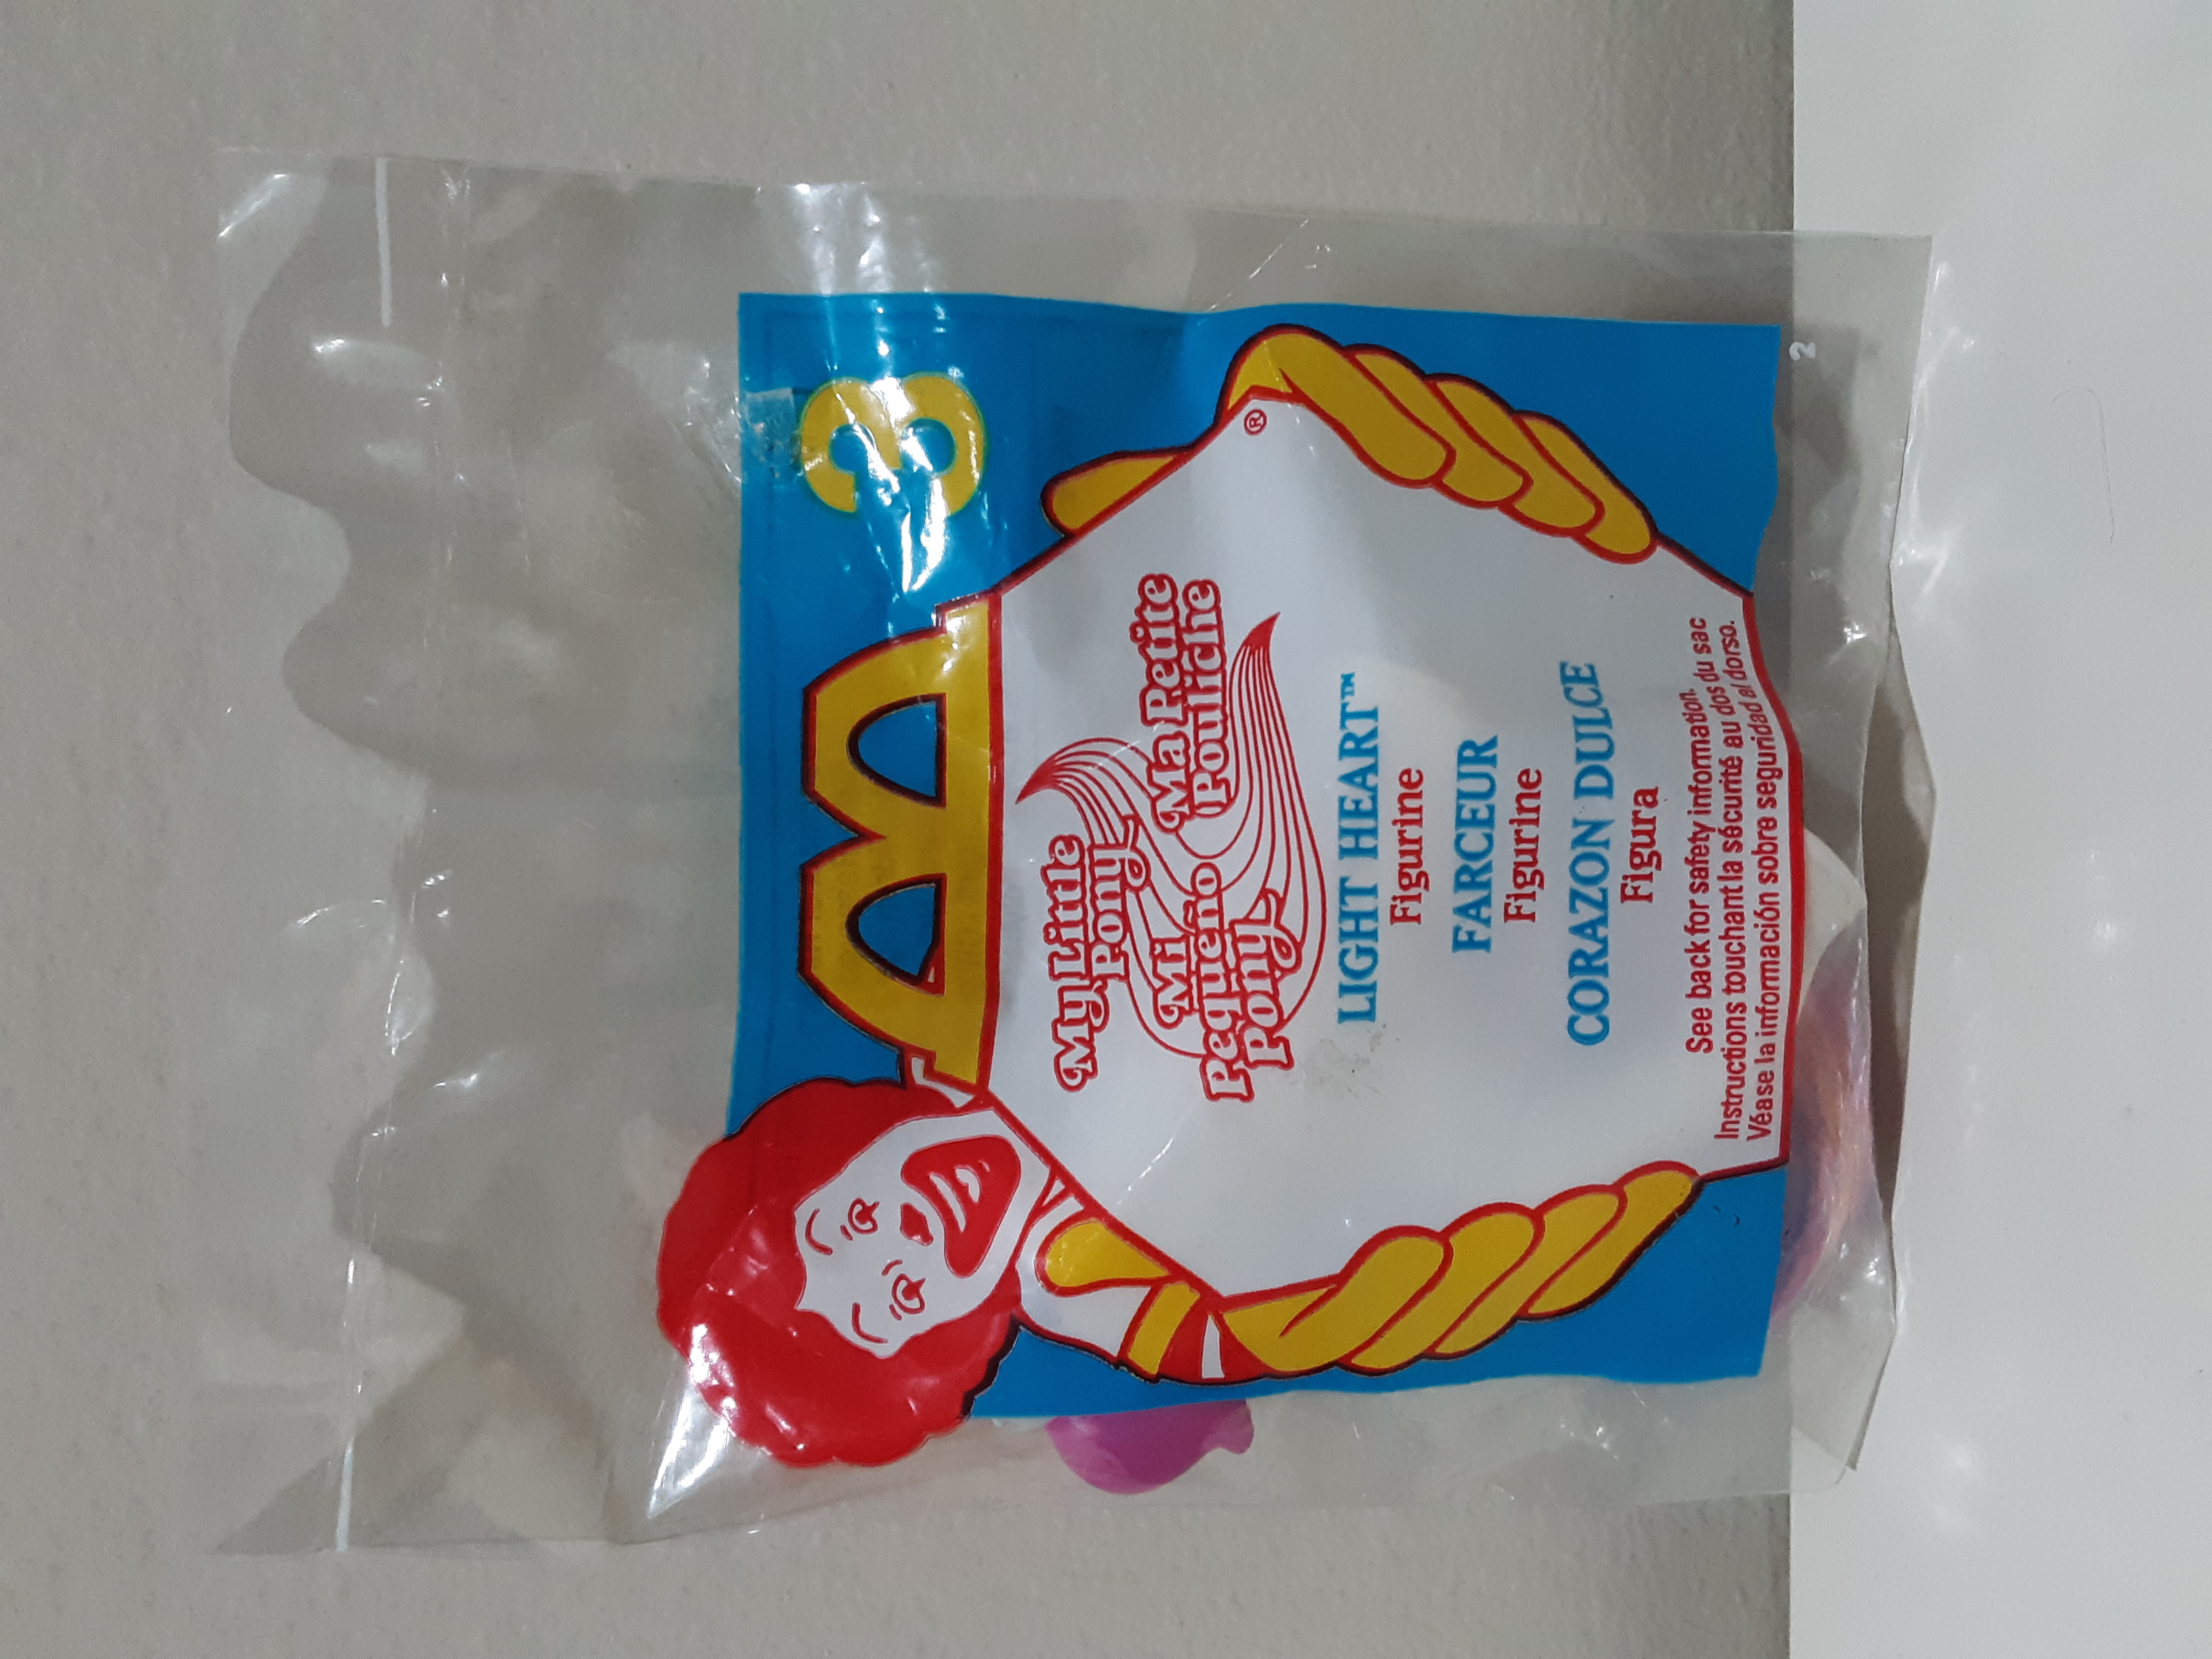 3
®
My Little
Pony
Mi
Pequeño
Pony
Ma Petite
Pouliche
LIGHT HEART™
Figurine
FARCEUR
Figurine
CORAZON DULCE
Figura
See back for safety information.
Instructions touchant la sécurité au dos du sac
Véase la información sobre seguridad al dorso.
2